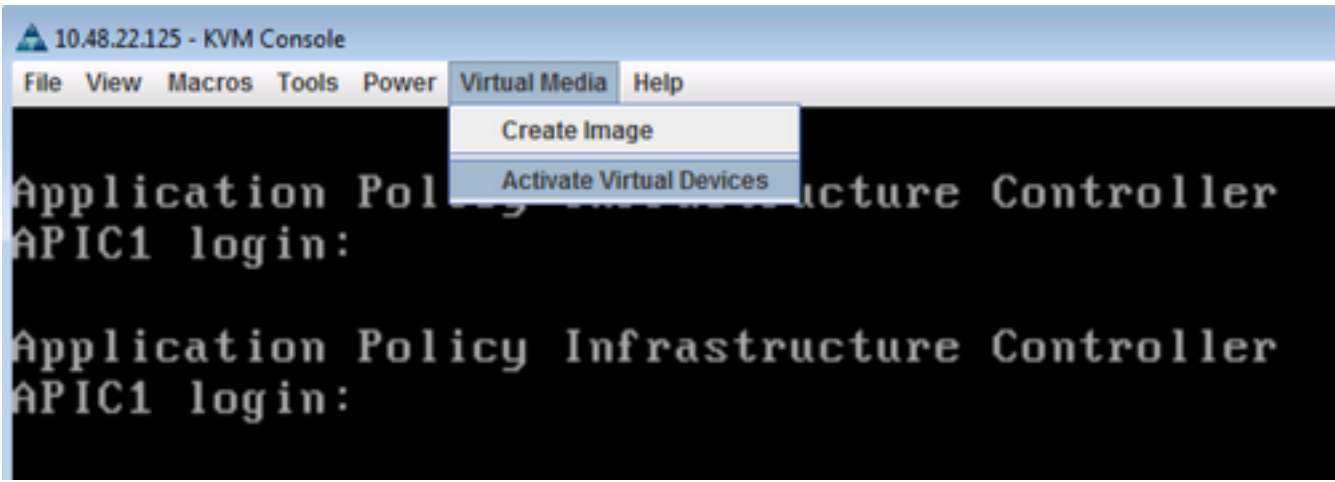 10.48.22.125 - KVM Console
File View Macros Tools Power Virtual Media Help
Create Image
Activate Virtual Devices
Application Pol ucture Controller
APIC1 login:
Application Policy Infrastructure Controller
APIC1 login: